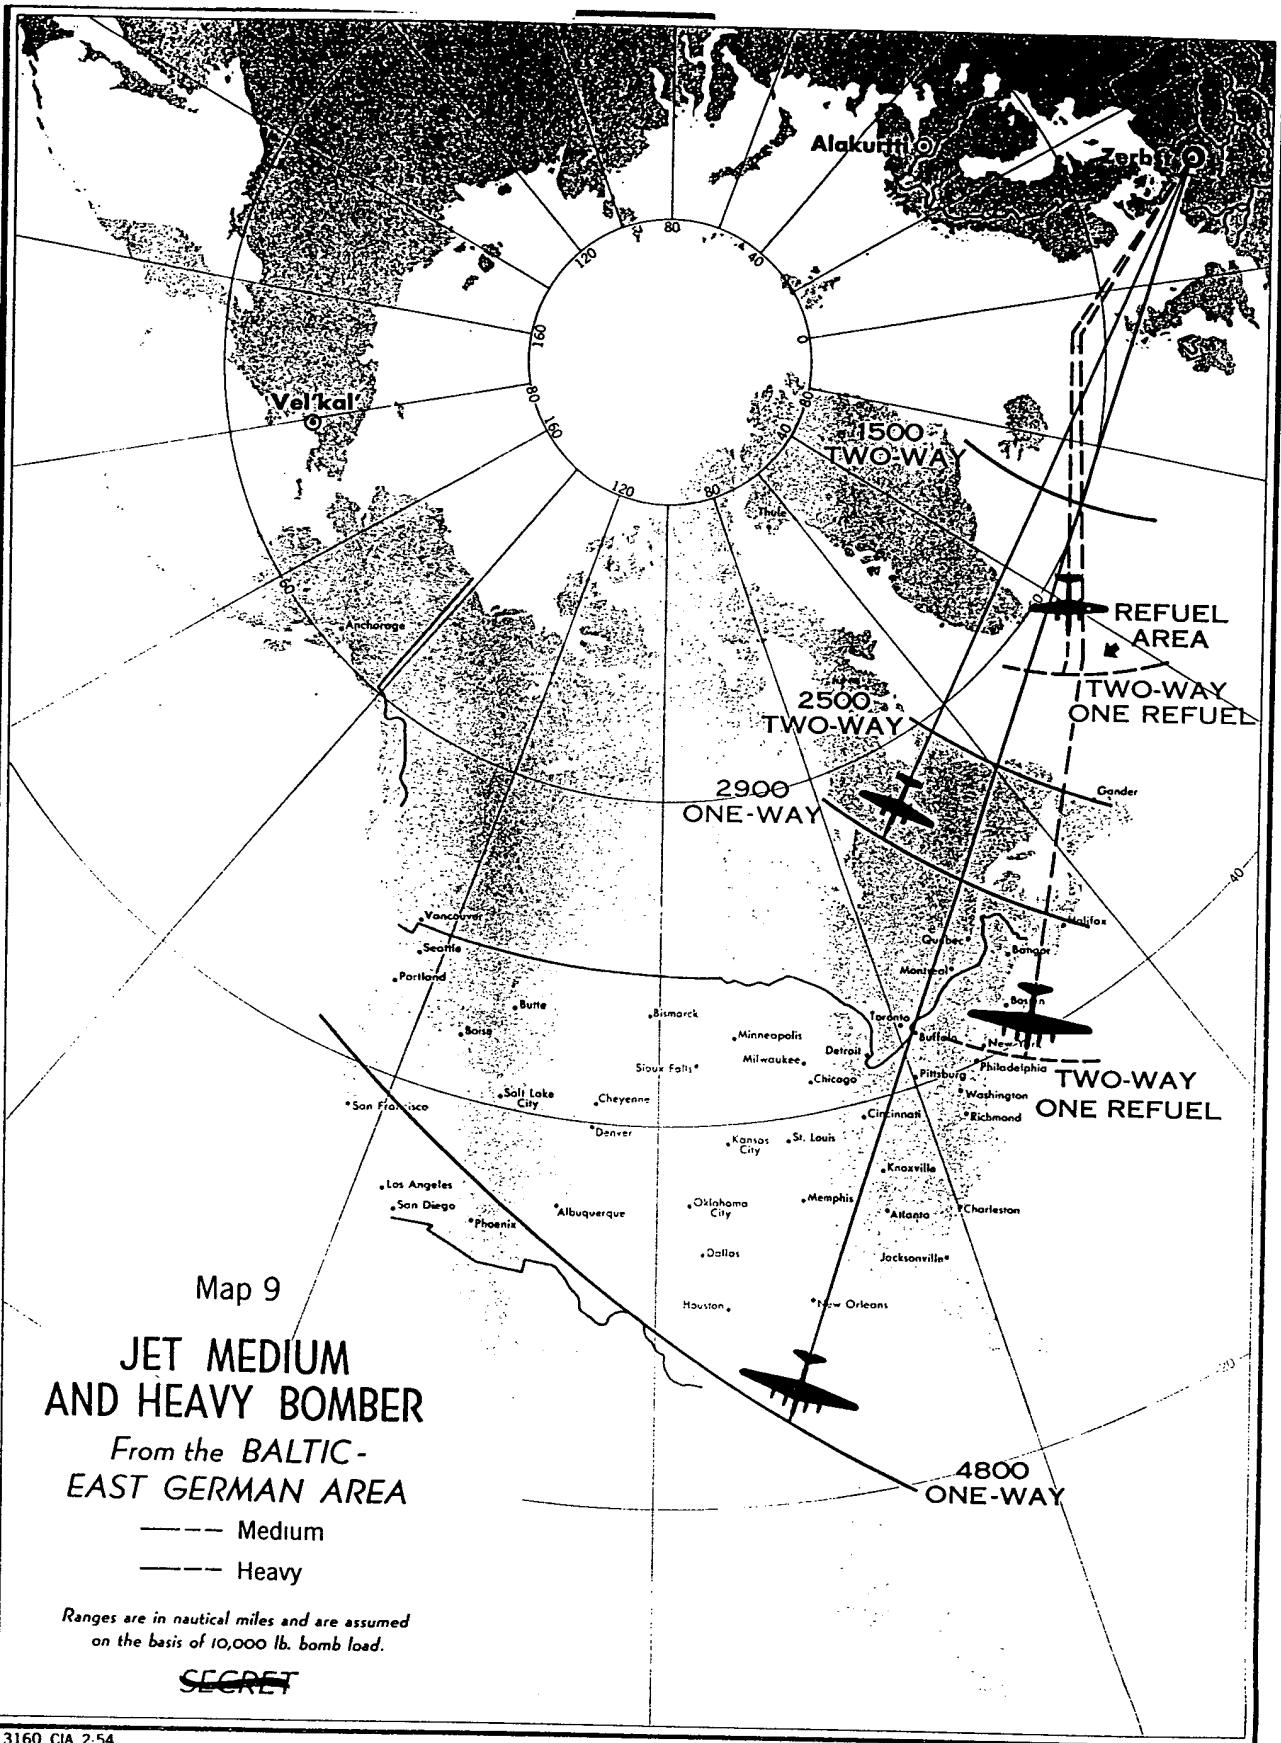 Alakurtti
Zerbst
80
120
40
160
0
Vel'kal'
80
160
80
40
1500
TWO-WAY
120
80
Thule
60
60
REFUEL
AREA
Anchorage
TWO-WAY
ONE REFUEL
2500
TWO-WAY
2900
ONE-WAY
Gander
40
Vancouver
Halifax
Seattle
Quebec
Bangor
Portland
Montreal
Butte
Boston
Bismarck
Toronto
Boise
Minneapolis
Buffalo
New York
Detroit
Milwaukee
Sioux Falls
Chicago
Pittsburg
Philadelphia
TWO-WAY
ONE REFUEL
Salt Lake
City
Cheyenne
Washington
San Francisco
Cincinnati
Richmond
Denver
Kansas
City
St. Louis
Knoxville
Los Angeles
San Diego
Phoenix
Albuquerque
Oklahoma
City
Memphis
Atlanta
Charleston
Dallas
Jacksonville
Houston
New Orleans
20
4800
ONE-WAY
Map 9
JET MEDIUM
AND HEAVY BOMBER
From the BALTIC-
EAST GERMAN AREA
Medium
Heavy
Ranges are in nautical miles and are assumed
on the basis of 10,000 lb. bomb load.
SECRET
3160 CIA 2-54